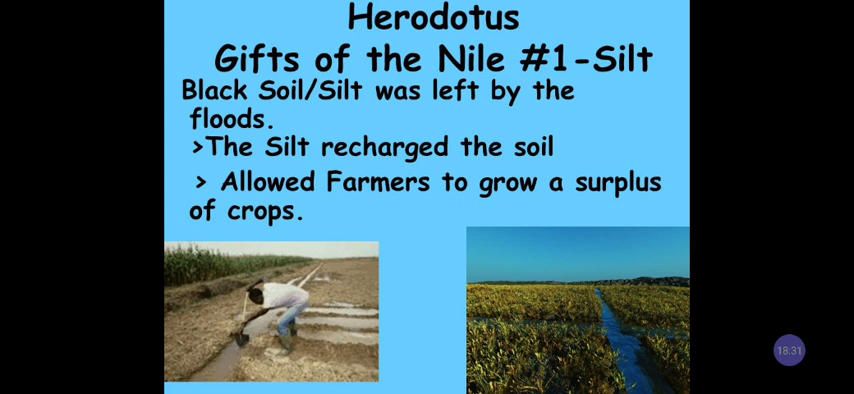 Herodotus
Gifts of the Nile #1-Silt
Black Soil/Silt was left by the
floods.
>The Silt recharged the soil
> Allowed Farmers to grow a surplus
of crops.
18:31